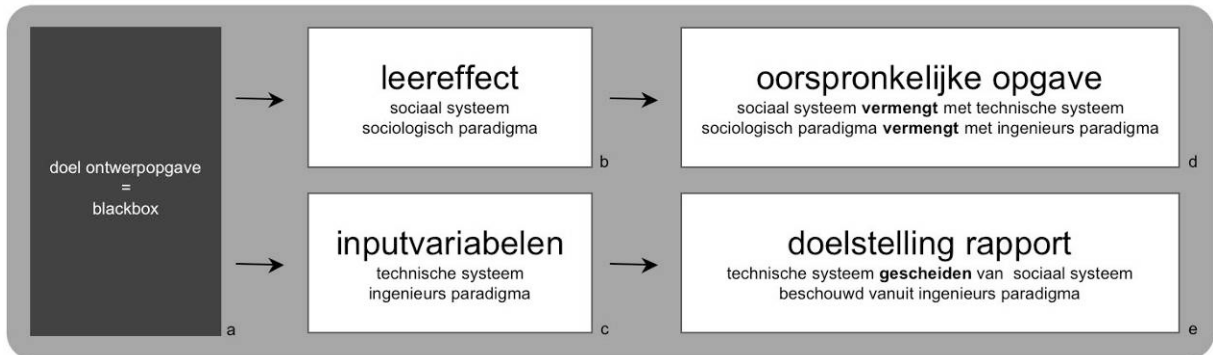 doel ontwerpopgave
=
blackbox
a
leereffect
sociaal systeem
sociologisch paradigma
b
oorspronkelijke opgave
sociaal systeem vermengt met technische systeem
sociologisch paradigma vermengt met ingenieurs paradigma
d
inputvariabelen
technische systeem
ingenieurs paradigma
c
doelstelling rapport
technische systeem gescheiden van sociaal systeem
beschouwd vanuit ingenieurs paradigma
e